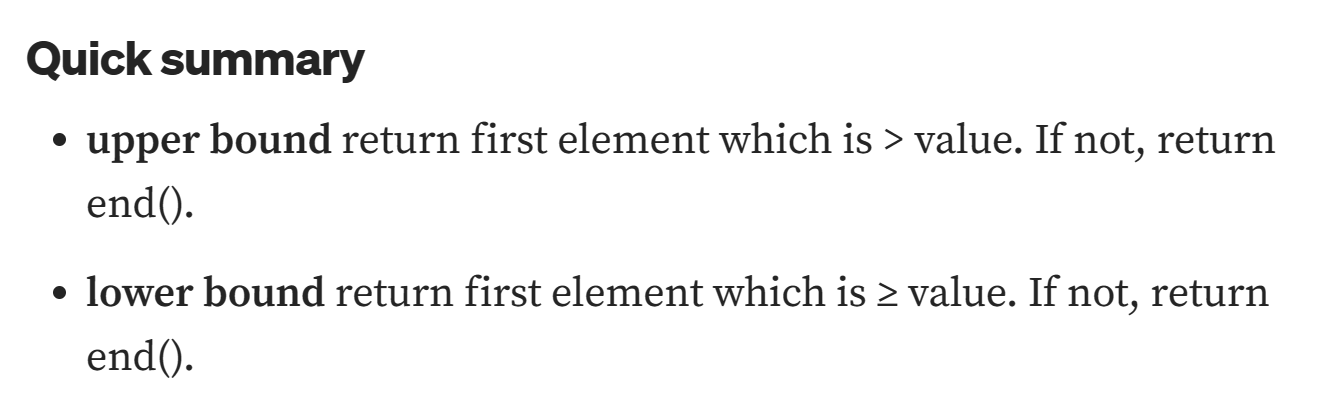 Quick summary
• upper bound return first element which is > value. If not, return
end().
• lower bound return first element which is ≥ value. If not, return
end().